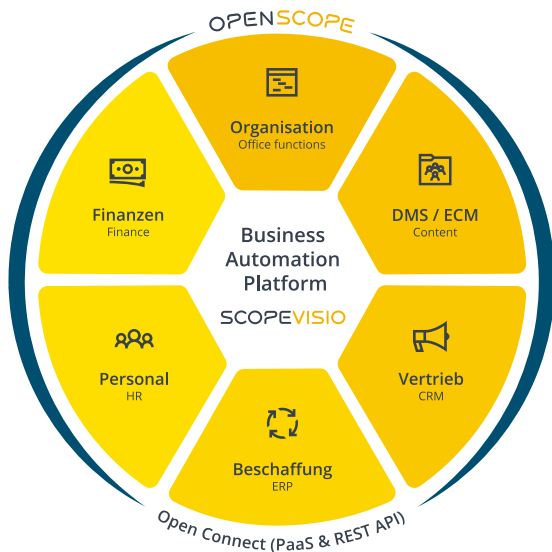 OPENSCOPE
Organisation
Office functions
Finanzen
Finance
DMS / ECM
Content
Business
Automation
Platform
SCOPEVISIO
Personal
HR
Vertrieb
CRM
Beschaffung
ERP
Open Connect (PaaS & REST API)